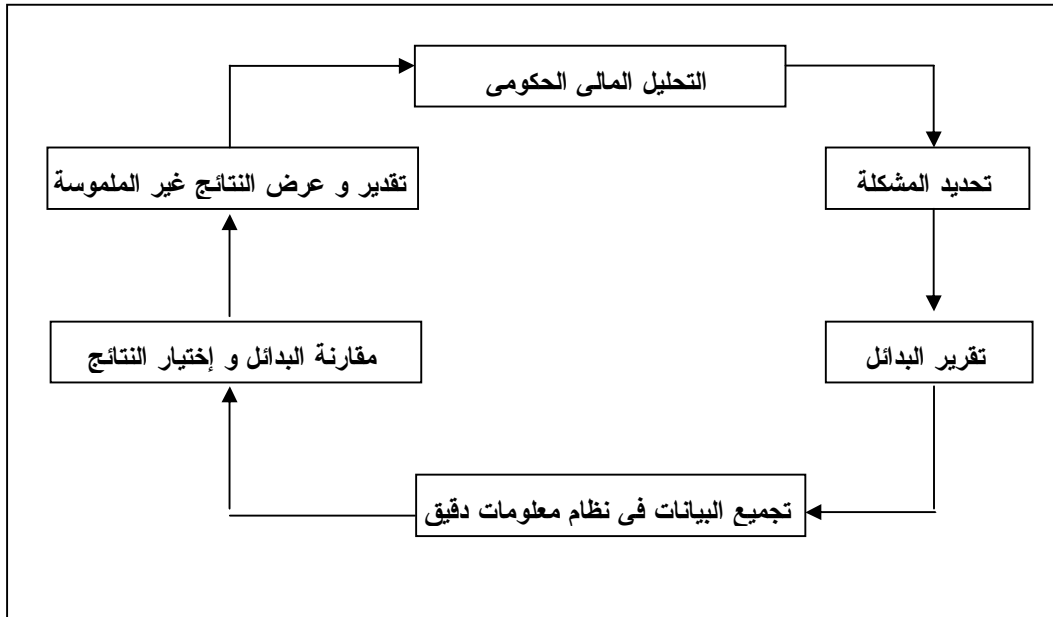 التحليل المالى الحكومى
تحديد المشكلة
تقرير البدائل
تجميع البيانات فى نظام معلومات دقيق
مقارنة البدائل و إختيار النتائج
تقدير و عرض النتائج غير الملموسة